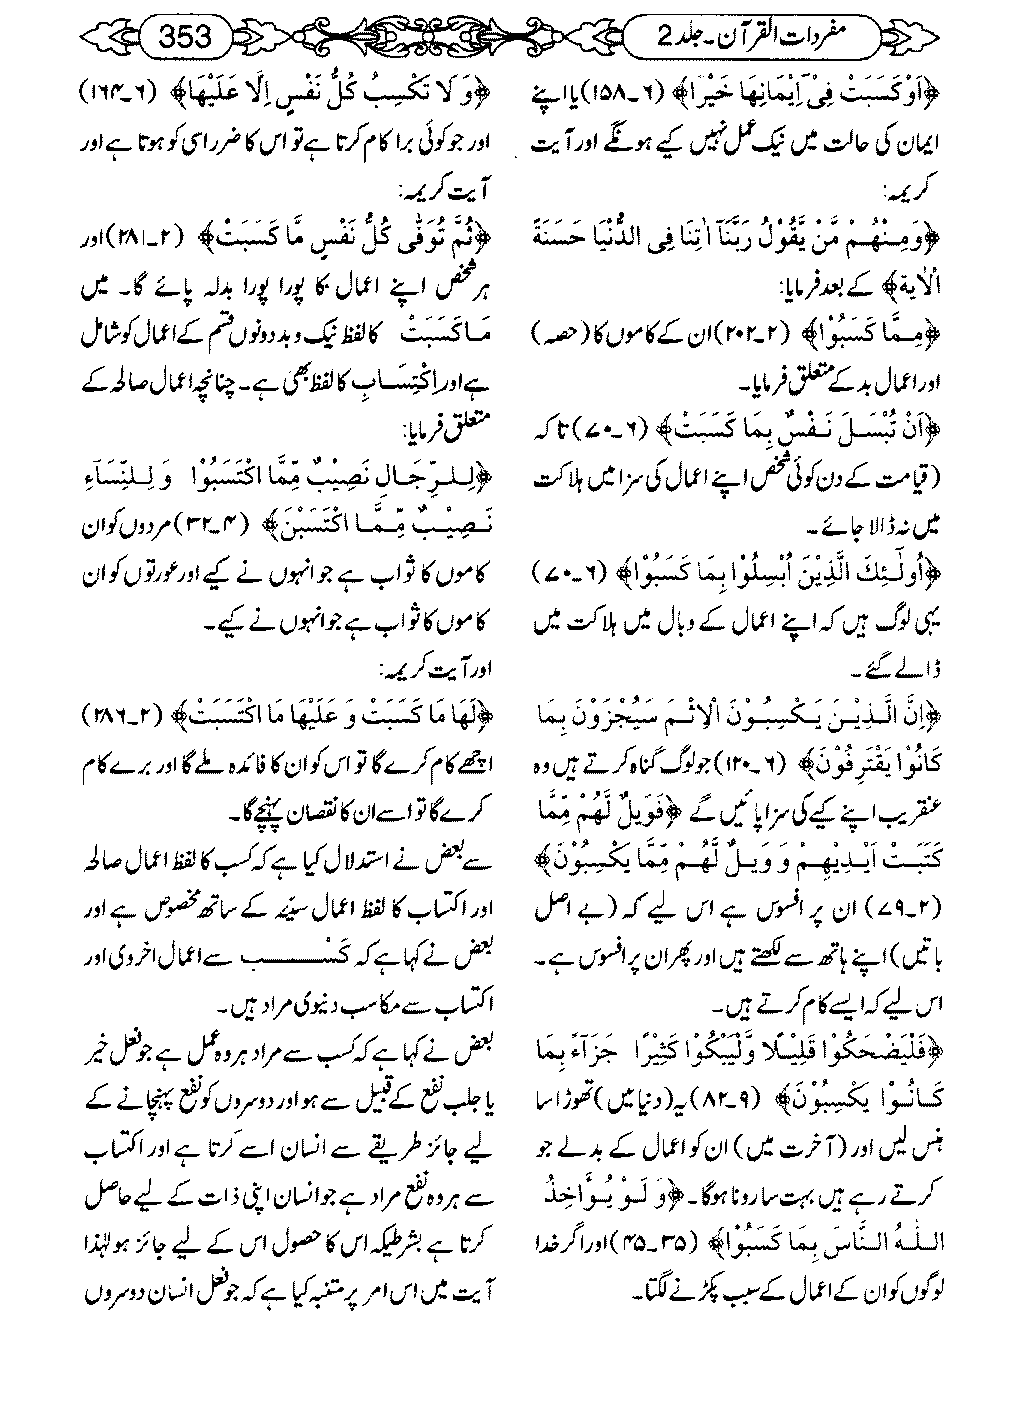 مفردات القرآن ۔ جلد 2
353
﴿اَوْ كَسَبَتْ فِیْٓ اِیْمَانِهَا خَیْرًا﴾ (۶۔۱۵۸) یا اپنے
ایمان کی حالت میں نیک عمل نہیں کیے ہونگے اور آیت
کریمہ:
﴿وَمِنْهُمْ مَّنْ یَّقُوْلُ رَبَّنَآ اٰتِنَا فِی الدُّنْیَا حَسَنَةً
الْاٰیة﴾ کے بعد فرمایا:
﴿مِمَّا كَسَبُوْا﴾ (۲۔۲۰۲) ان کے کاموں کا (حصہ)
اور اعمال بد کے متعلق فرمایا۔
﴿اَنْ تُبْسَلَ نَفْسٌ بِمَا كَسَبَتْ﴾ (۶۔۷۰) تاکہ
(قیامت کے دن کوئی شخص اپنے اعمال کی سزا میں ہلاکت
میں نہ ڈالا جائے۔
﴿اُولٰٓئِكَ الَّذِیْنَ اُبْسِلُوْا بِمَا كَسَبُوْا﴾ (۶۔۷۰)
یہی لوگ ہیں کہ اپنے اعمال کے وبال میں ہلاکت میں
ڈالے گئے۔
﴿اِنَّ الَّذِیْنَ یَكْسِبُوْنَ الْاِثْمَ سَیُجْزَوْنَ بِمَا
كَانُوْا یَقْتَرِفُوْنَ﴾ (۶۔۱۲۰) جو لوگ گناہ کرتے ہیں وہ
عنقریب اپنے کیے کی سزا پائیں گے ﴿فَوَیْلٌ لَّهُمْ مِّمَّا
كَتَبَتْ اَیْدِیْهِمْ وَ وَیْلٌ لَّهُمْ مِّمَّا یَكْسِبُوْنَ﴾
(۲۔۷۹) ان پر افسوس ہے اس لیے کہ (بے اصل
باتیں) اپنے ہاتھ سے لکھتے ہیں اور پھر ان پر افسوس ہے۔
اس لیے کہ ایسے کام کرتے ہیں۔
﴿فَلْیَضْحَكُوْا قَلِیْلًا وَّلْیَبْكُوْا كَثِیْرًا جَزَآءً بِمَا
كَانُوْا یَكْسِبُوْنَ﴾ (۹۔۸۲) یہ (دنیا میں) تھوڑا سا
ہنس لیں اور (آخرت میں) ان کو اعمال کے بدلے جو
کرتے رہے ہیں بہت سا رونا ہوگا۔ ﴿وَ لَوْ یُؤَاخِذُ
اللّٰهُ النَّاسَ بِمَا كَسَبُوْا﴾ (۳۵۔۴۵) اور اگر خدا
لوگوں کو ان کے اعمال کے سبب پکڑنے لگتا۔
﴿وَ لَا تَكْسِبُ كُلُّ نَفْسٍ اِلَّا عَلَیْهَا﴾ (۶۔۱۶۴)
اور جو کوئی برا کام کرتا ہے تو اس کا ضرر اسی کو ہوتا ہے اور
آیت کریمہ:
﴿ثُمَّ تُوَفّٰی كُلُّ نَفْسٍ مَّا كَسَبَتْ﴾ (۲۔۲۸۱) اور
ہر شخص اپنے اعمال کا پورا پورا بدلہ پائے گا۔ میں
مَا كَسَبَتْ کا لفظ نیک و بد دونوں قسم کے اعمال کو شامل
ہے اور اِكْتِسَابِ کا لفظ بھی ہے۔ چنانچہ اعمال صالحہ کے
متعلق فرمایا:
﴿لِلرِّجَالِ نَصِیْبٌ مِّمَّا اكْتَسَبُوْا وَ لِلنِّسَآءِ
نَصِیْبٌ مِّمَّا اكْتَسَبْنَ﴾ (۴۔۳۲) مردوں کو ان
کاموں کا ثواب ہے جو انہوں نے کیے اور عورتوں کو ان
کاموں کا ثواب ہے جو انہوں نے کیے۔
اور آیت کریمہ:
﴿لَهَا مَا كَسَبَتْ وَ عَلَیْهَا مَا اكْتَسَبَتْ﴾ (۲۔۲۸۶)
اچھے کام کرے گا تو اس کو ان کا فائدہ ملے گا اور برے کام
کرے گا تو اسے ان کا نقصان پہنچے گا۔
سے بعض نے استدلال کیا ہے کہ کسب کا لفظ اعمال صالحہ
اور اکتساب کا لفظ اعمال سیئہ کے ساتھ مخصوص ہے اور
بعض نے کہا ہے کہ كَسْب سے اعمال اخروی اور
اکتساب سے مکاسب دنیوی مراد ہیں۔
بعض نے کہا ہے کہ کسب سے مراد ہر وہ عمل ہے جو فعل خیر
یا جلب نفع کے قبیل سے ہو اور دوسروں کو نفع پہنچانے کے
لیے جائز طریقے سے انسان اسے کرتا ہے اور اکتساب
سے ہر وہ نفع مراد ہے جو انسان اپنی ذات کے لیے حاصل
کرتا ہے بشرطیکہ اس کا حصول اس کے لیے جائز ہو لہٰذا
آیت میں اس امر پر متنبہ کیا ہے کہ جو فعل انسان دوسروں